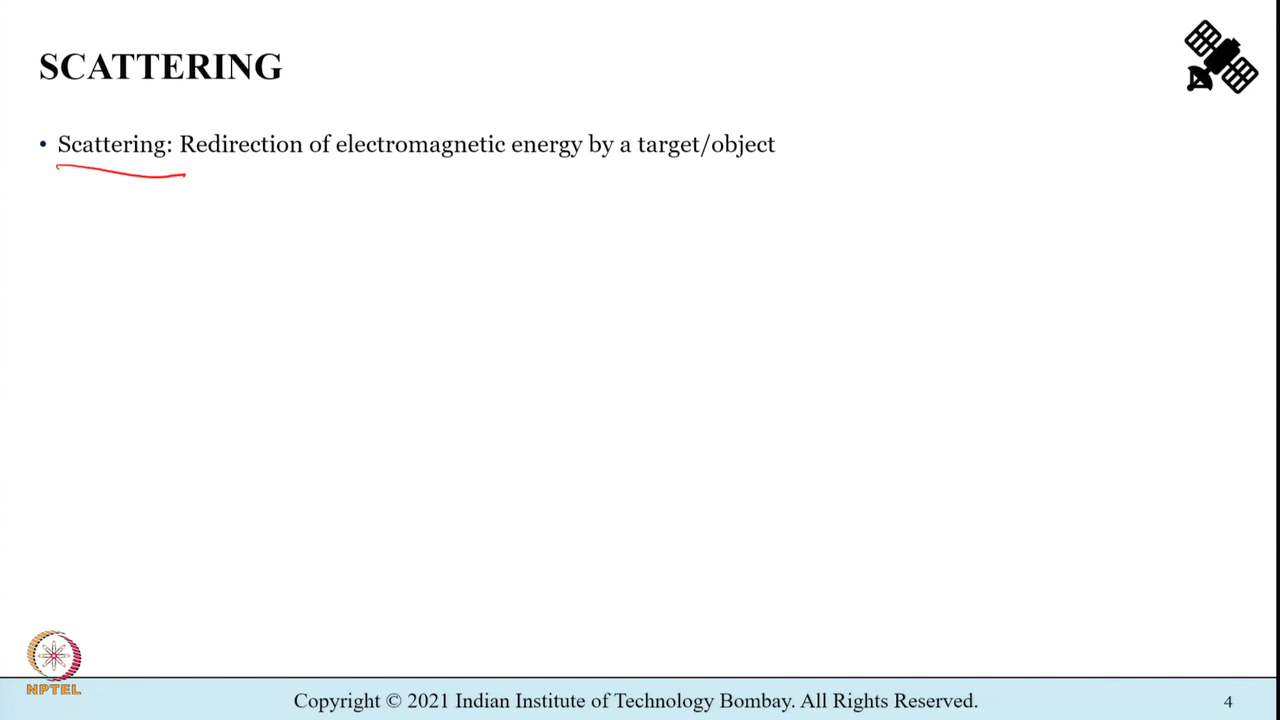 SCATTERING
• Scattering: Redirection of electromagnetic energy by a target/object
NPTEL
Copyright © 2021 Indian Institute of Technology Bombay. All Rights Reserved.
4